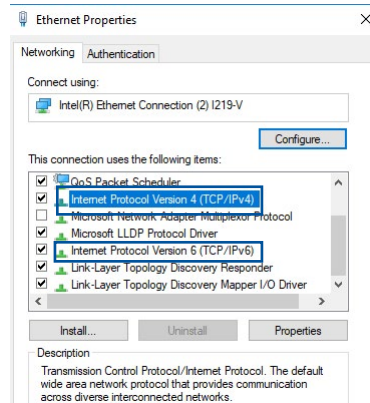 Ethernet Properties
Networking Authentication
Connect using:
Intel(R) Ethernet Connection (2) I219-V
Configure...
This connection uses the following items:
QoS Packet Scheduler
Internet Protocol Version 4 (TCP/IPv4)
Microsoft Network Adapter Multiplexor Protocol
Microsoft LLDP Protocol Driver
Internet Protocol Version 6 (TCP/IPv6)
Link-Layer Topology Discovery Responder
Link-Layer Topology Discovery Mapper I/O Driver
Install... Uninstall Properties
Description
Transmission Control Protocol/Internet Protocol. The default
wide area network protocol that provides communication
across diverse interconnected networks.